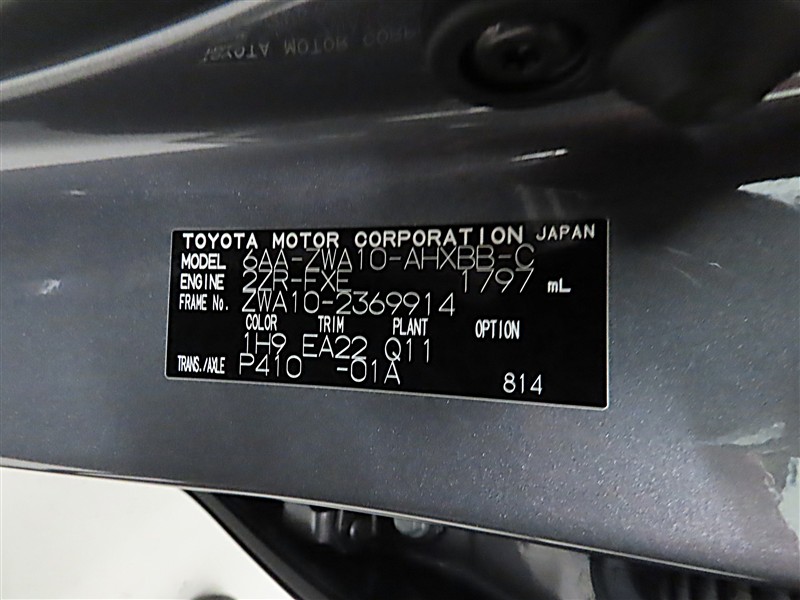 TOYOTA MOTOR CORPORATION JAPAN
MODEL 6AA-ZWA10-AHXBB-C
ENGINE 2ZR-FXE 1797 mL
FRAME No. ZWA10-2369914
COLOR TRIM PLANT OPTION
1H9 EA22 Q11
TRANS./AXLE P410 -01A
814